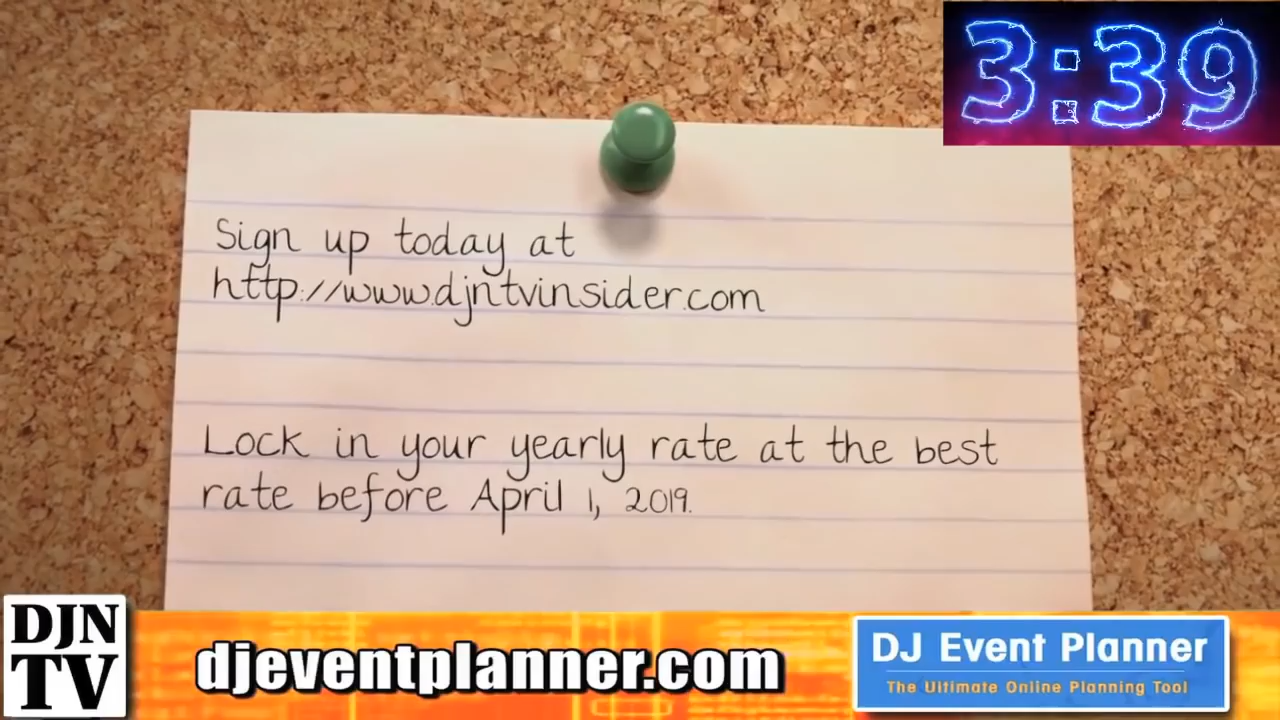 3:39
Sign up today at
http://www.djntvinsider.com
Lock in your yearly rate at the best
rate before April 1, 2019.
DJN
TV
djeventplanner.com
DJ Event Planner
The Ultimate Online Planning Tool